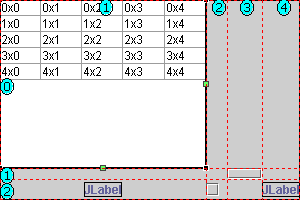 0x0 0x1 0x2 1 0x3 0x4 2 3 4
1x0 1x1 1x2 1x3 1x4
2x0 2x1 2x2 2x3 2x4
3x0 3x1 3x2 3x3 3x4
4x0 4x1 4x2 4x3 4x4
0
1
2 JLabel JLabel